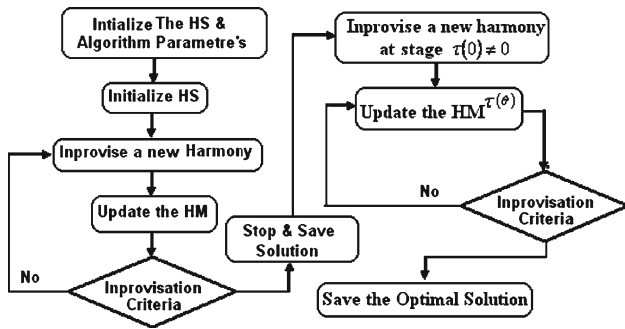 Intialize The HS &
Algorithm Parametre's
Initialize HS
Inprovise a new Harmony
Update the HM
No
Inprovisation
Criteria
Stop & Save
Solution
Inprovise a new harmony
at stage τ(0) ≠ 0
Update the HM^τ(θ)
No
Inprovisation
Criteria
Save the Optimal Solution